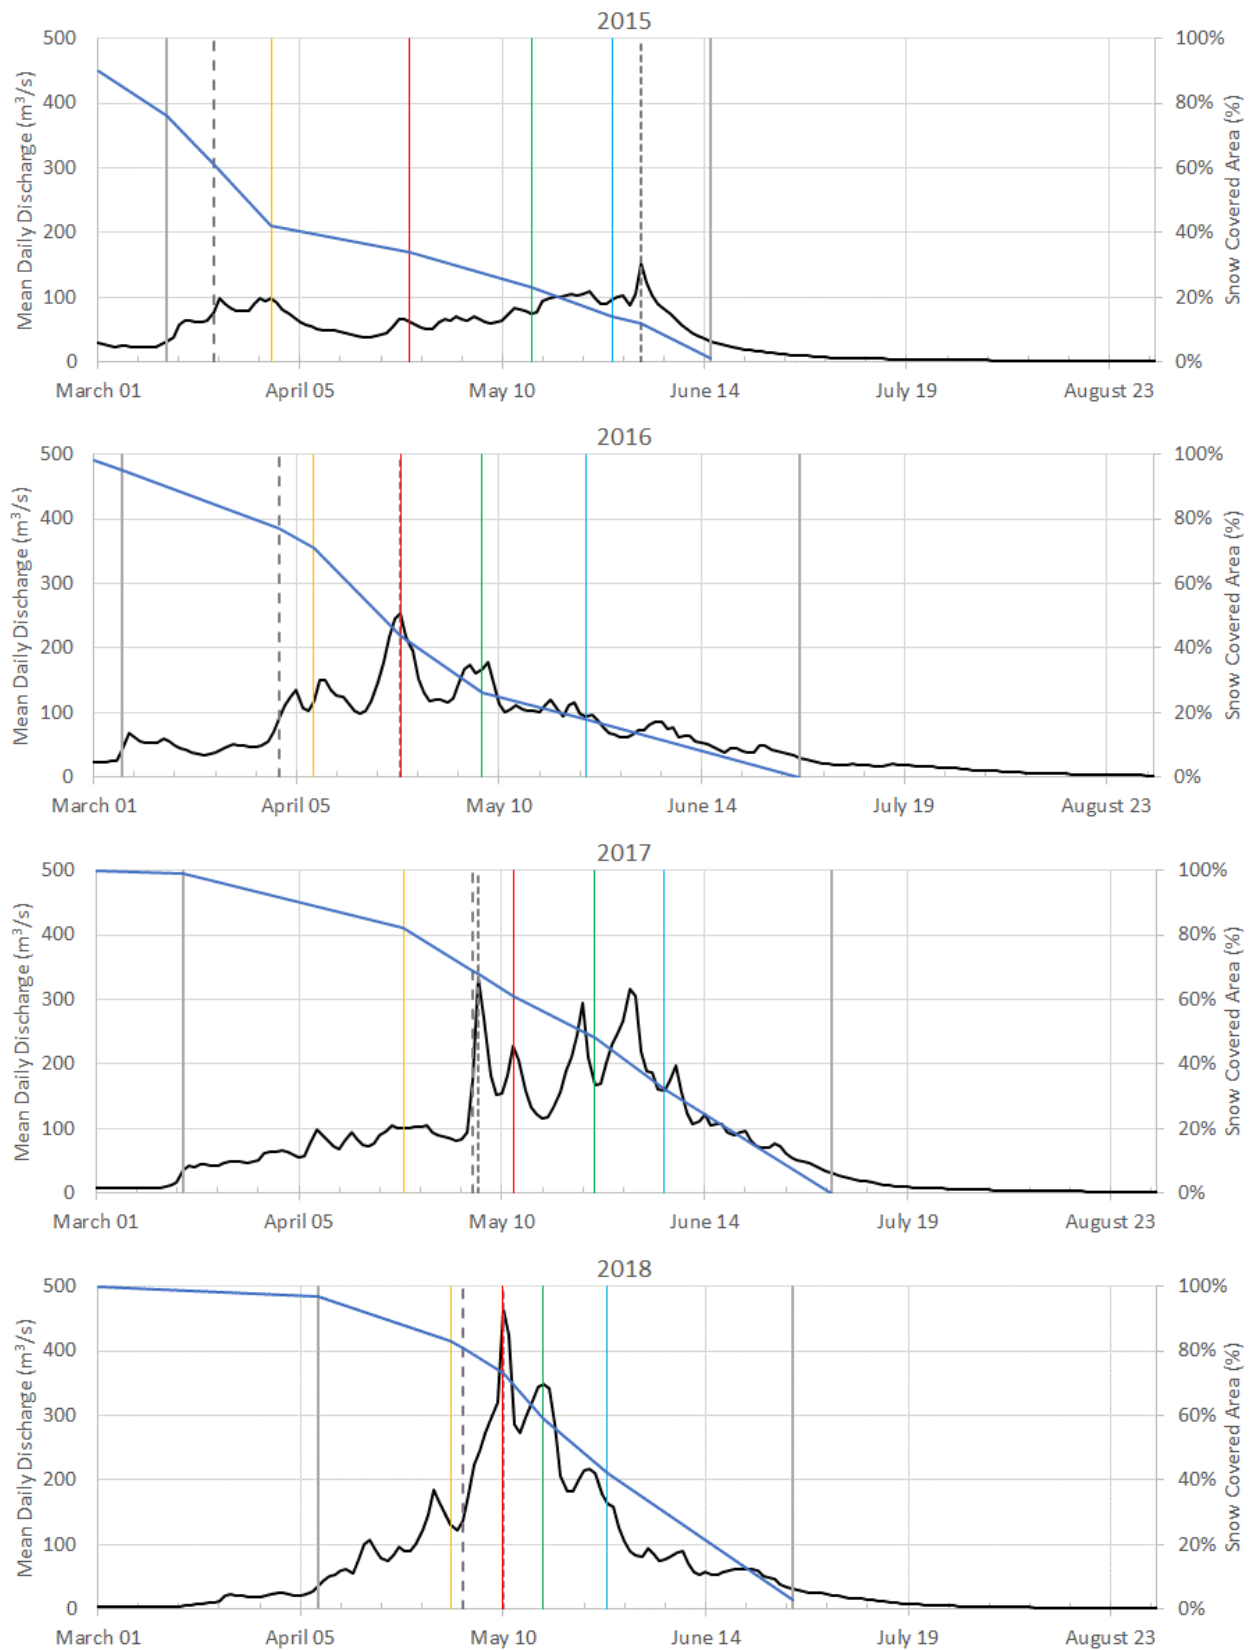 2015
Mean Daily Discharge (m³/s)
500
400
300
200
100
0
100%
80%
60%
40%
20%
0%
Snow Covered Area (%)
March 01
April 05
May 10
June 14
July 19
August 23
2016
Mean Daily Discharge (m³/s)
500
400
300
200
100
0
100%
80%
60%
40%
20%
0%
Snow Covered Area (%)
March 01
April 05
May 10
June 14
July 19
August 23
2017
Mean Daily Discharge (m³/s)
500
400
300
200
100
0
100%
80%
60%
40%
20%
0%
Snow Covered Area (%)
March 01
April 05
May 10
June 14
July 19
August 23
2018
Mean Daily Discharge (m³/s)
500
400
300
200
100
0
100%
80%
60%
40%
20%
0%
Snow Covered Area (%)
March 01
April 05
May 10
June 14
July 19
August 23